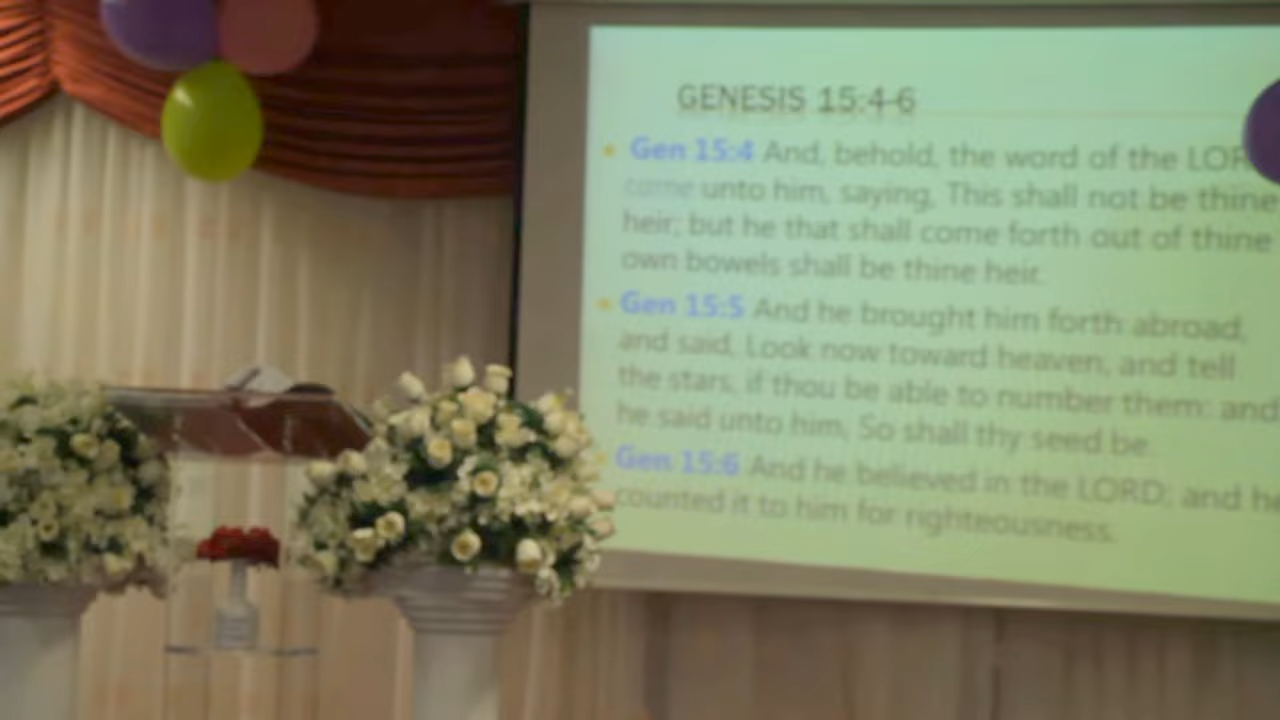 GENESIS 15:4-6
Gen 15:4 And, behold, the word of the LOR
came unto him, saying, This shall not be thine
heir; but he that shall come forth out of thine
own bowels shall be thine heir.
Gen 15:5 And he brought him forth abroad,
and said, Look now toward heaven, and tell
the stars, if thou be able to number them: and
he said unto him, So shall thy seed be.
Gen 15:6 And he believed in the LORD; and he
counted it to him for righteousness.